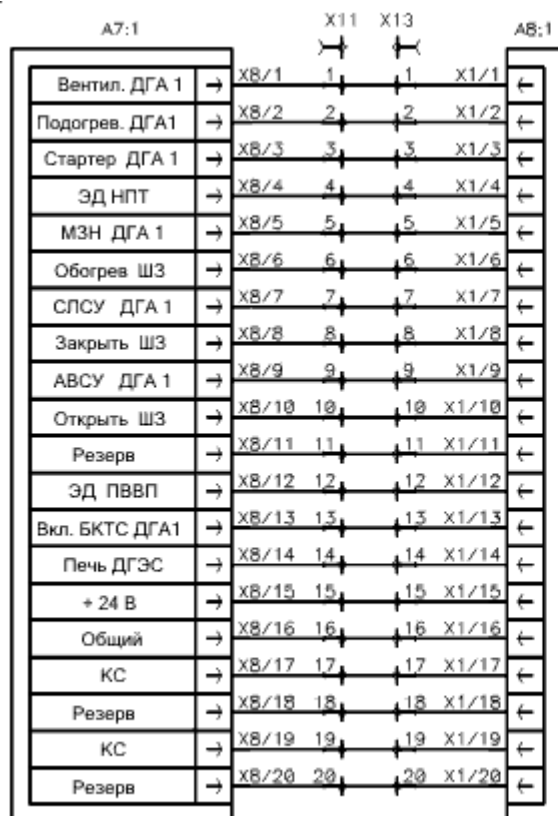 A7:1 X11 X13 A8:1
Вентил. ДГА 1 X8/1 1 1 X1/1
Подогрев. ДГА1 X8/2 2 2 X1/2
Стартер ДГА 1 X8/3 3 3 X1/3
ЭД НПТ X8/4 4 4 X1/4
МЗН ДГА 1 X8/5 5 5 X1/5
Обогрев ШЗ X8/6 6 6 X1/6
СЛСУ ДГА 1 X8/7 7 7 X1/7
Закрыть ШЗ X8/8 8 8 X1/8
АВСУ ДГА 1 X8/9 9 9 X1/9
Открыть ШЗ X8/10 10 10 X1/10
Резерв X8/11 11 11 X1/11
ЭД ПВВП X8/12 12 12 X1/12
Вкл. БКТС ДГА1 X8/13 13 13 X1/13
Печь ДГЭС X8/14 14 14 X1/14
+ 24 В X8/15 15 15 X1/15
Общий X8/16 16 16 X1/16
КС X8/17 17 17 X1/17
Резерв X8/18 18 18 X1/18
КС X8/19 19 19 X1/19
Резерв X8/20 20 20 X1/20